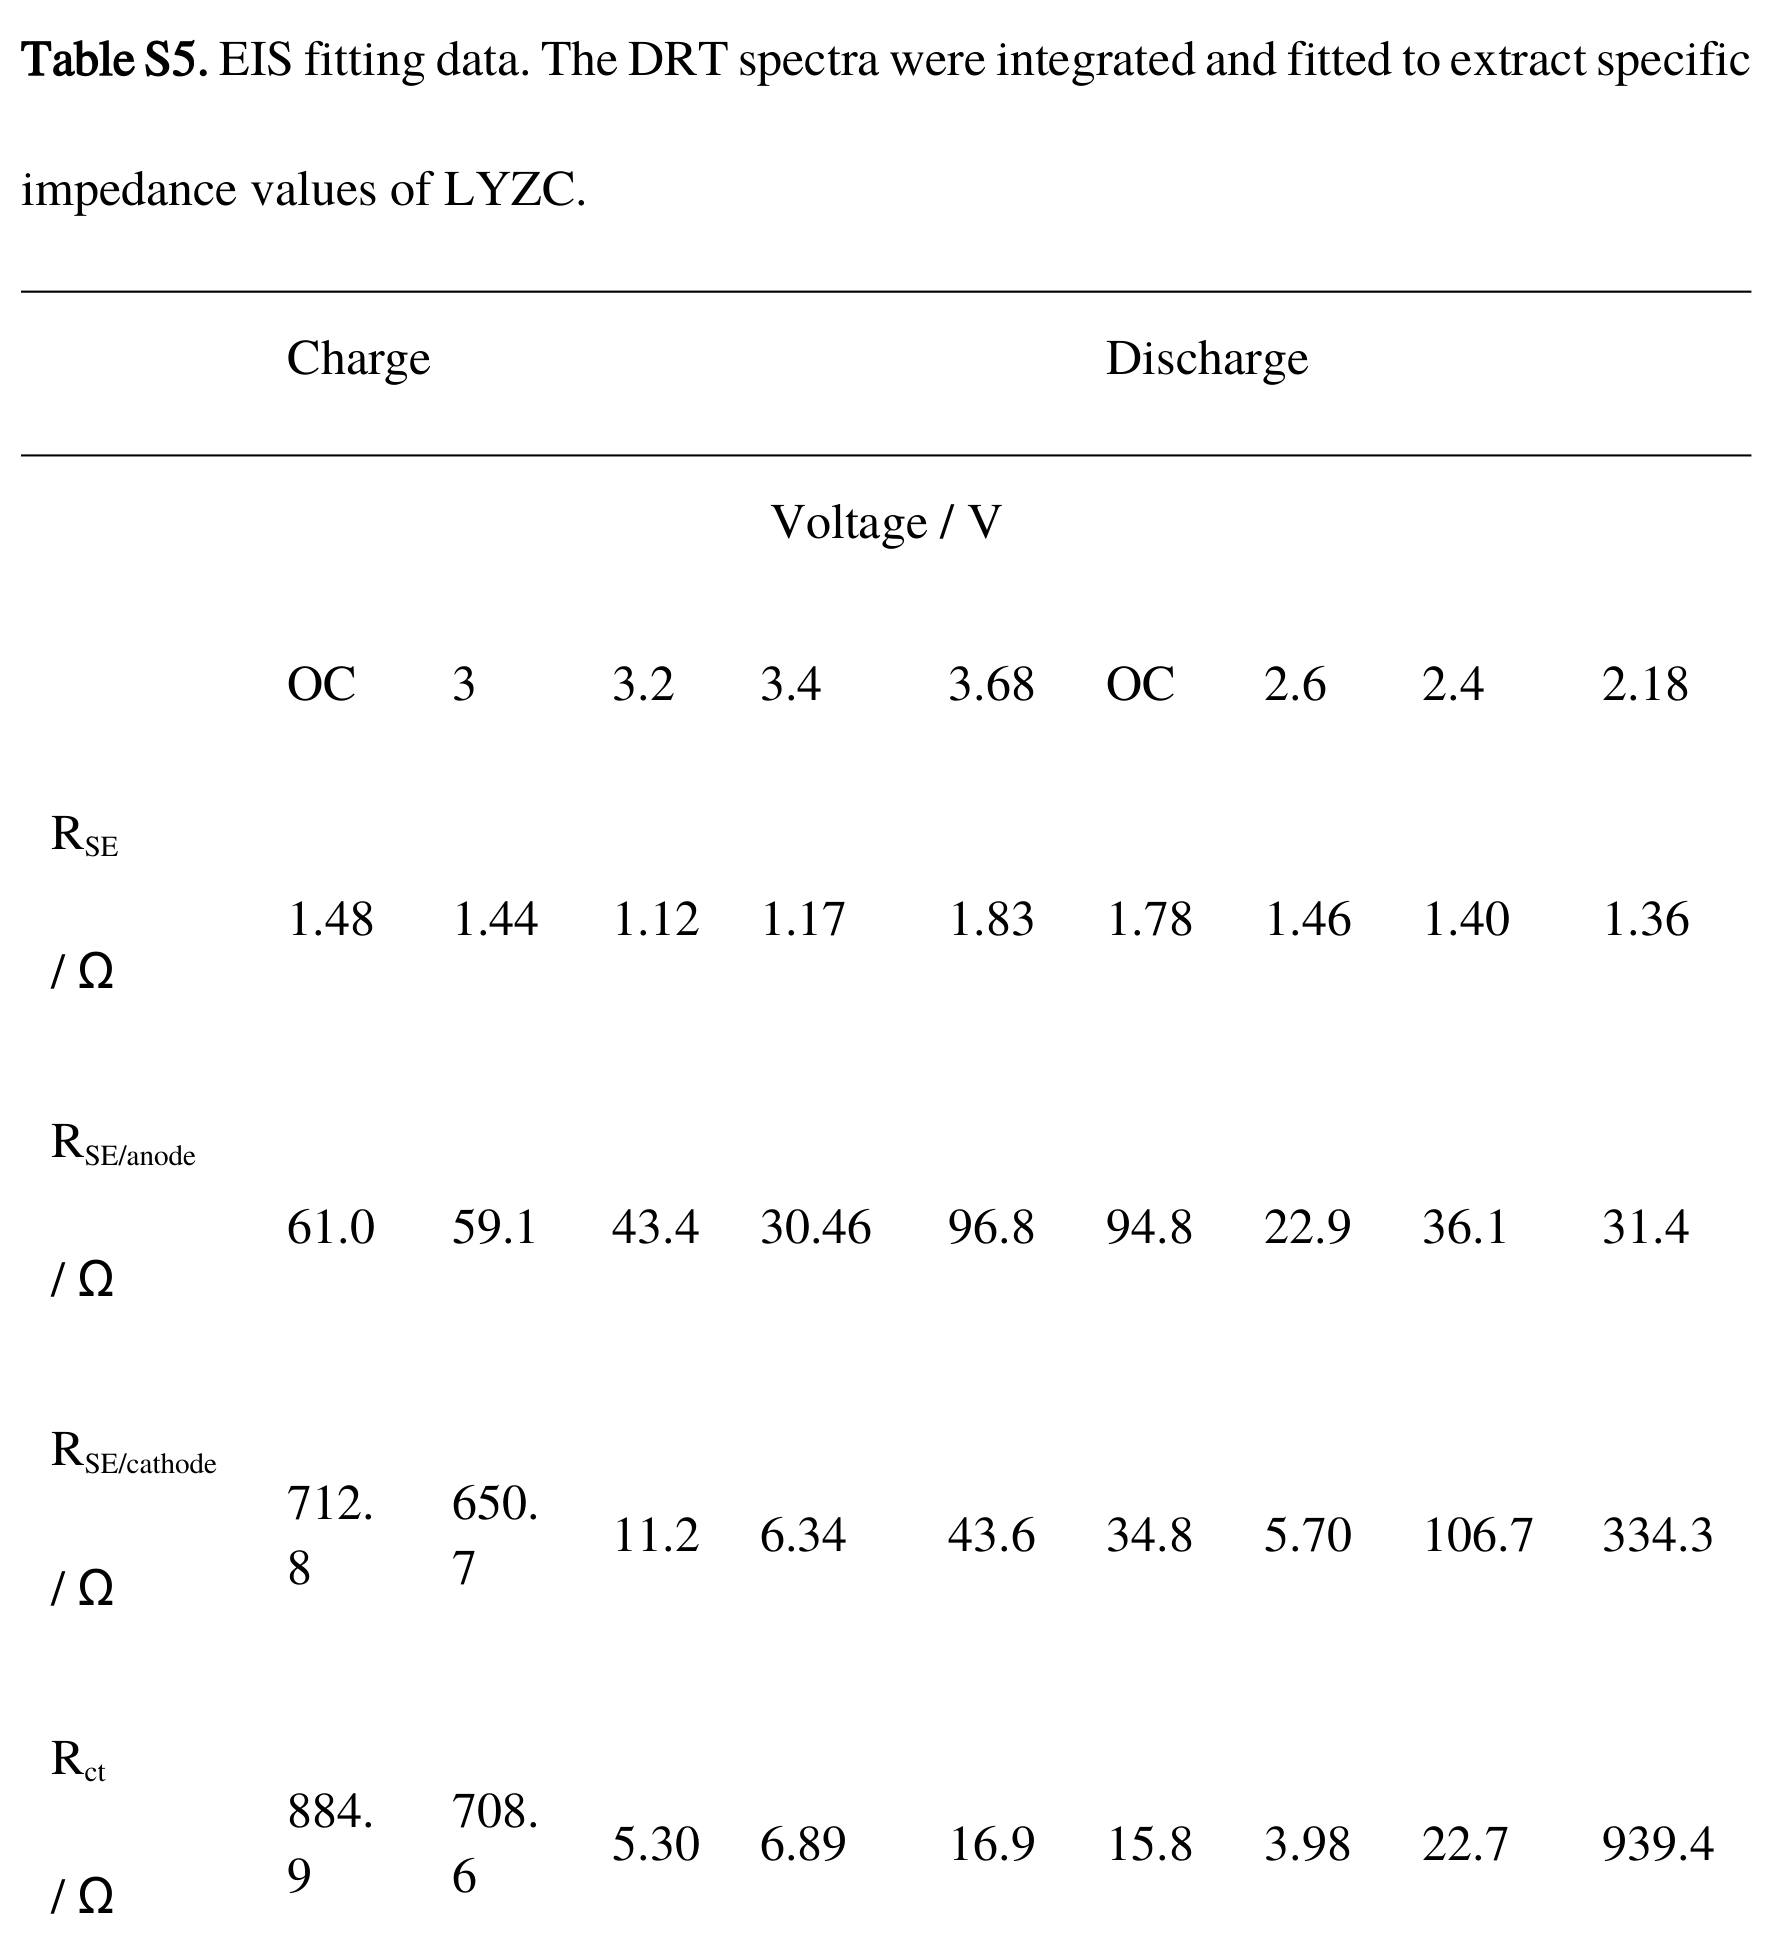 Table S5. EIS fitting data. The DRT spectra were integrated and fitted to extract specific
impedance values of LYZC.
Charge Discharge
Voltage / V
OC 3 3.2 3.4 3.68 OC 2.6 2.4 2.18
RSE
1.48 1.44 1.12 1.17 1.83 1.78 1.46 1.40 1.36
/ Ω
RSE/anode
61.0 59.1 43.4 30.46 96.8 94.8 22.9 36.1 31.4
/ Ω
RSE/cathode
712. 650.
11.2 6.34 43.6 34.8 5.70 106.7 334.3
8 7
/ Ω
Rct
884. 708.
5.30 6.89 16.9 15.8 3.98 22.7 939.4
9 6
/ Ω